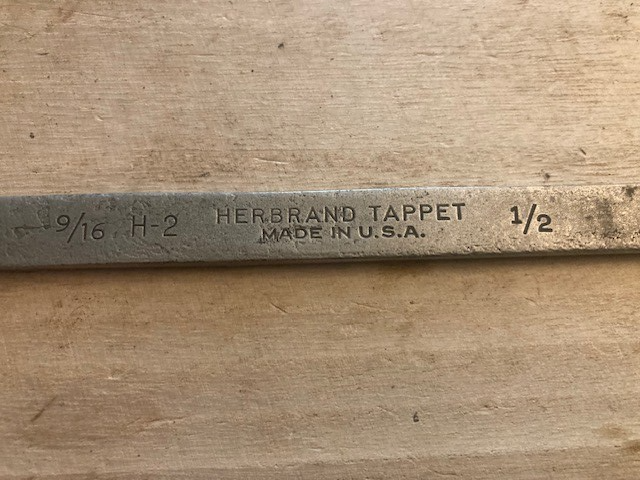 9/16 H-2 HERBRAND TAPPET 1/2
MADE IN U.S.A.